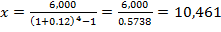 x = 6,000 / (1+0.12)⁴−1 = 6,000 / 0.5738 = 10,461